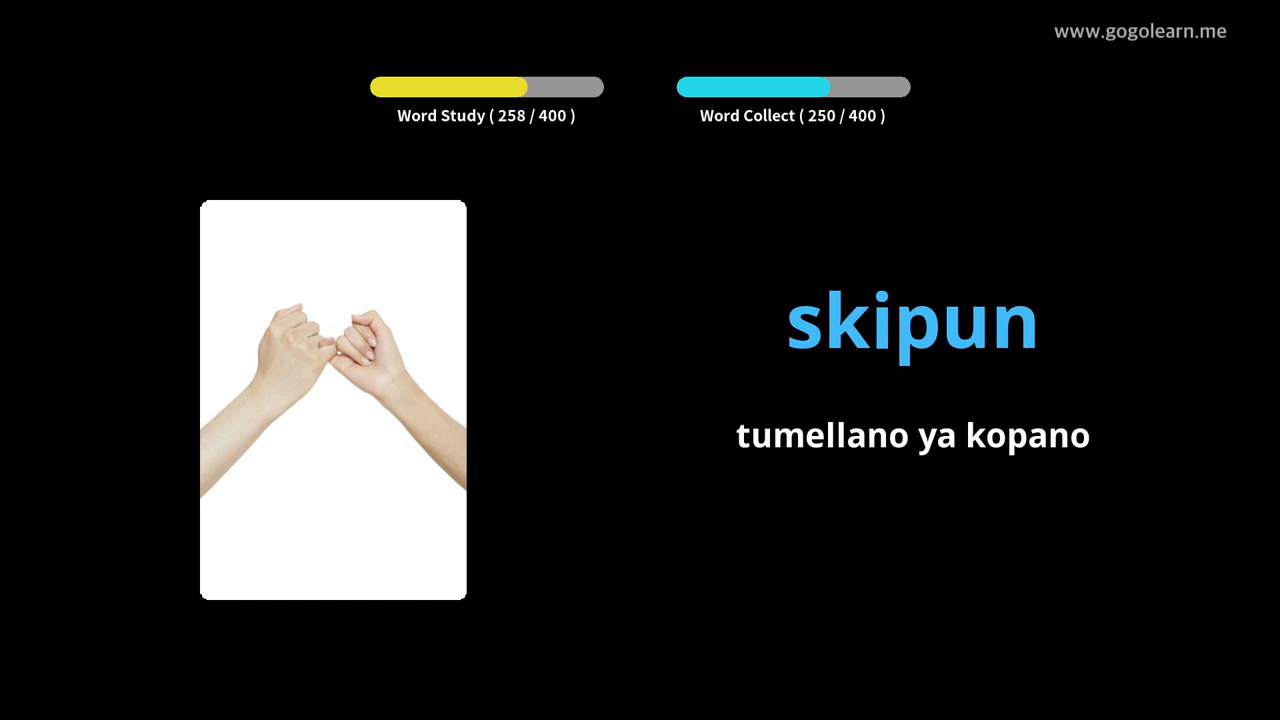 www.gogolearn.me
Word Study ( 258 / 400 )
Word Collect ( 250 / 400 )
skipun
tumellano ya kopano